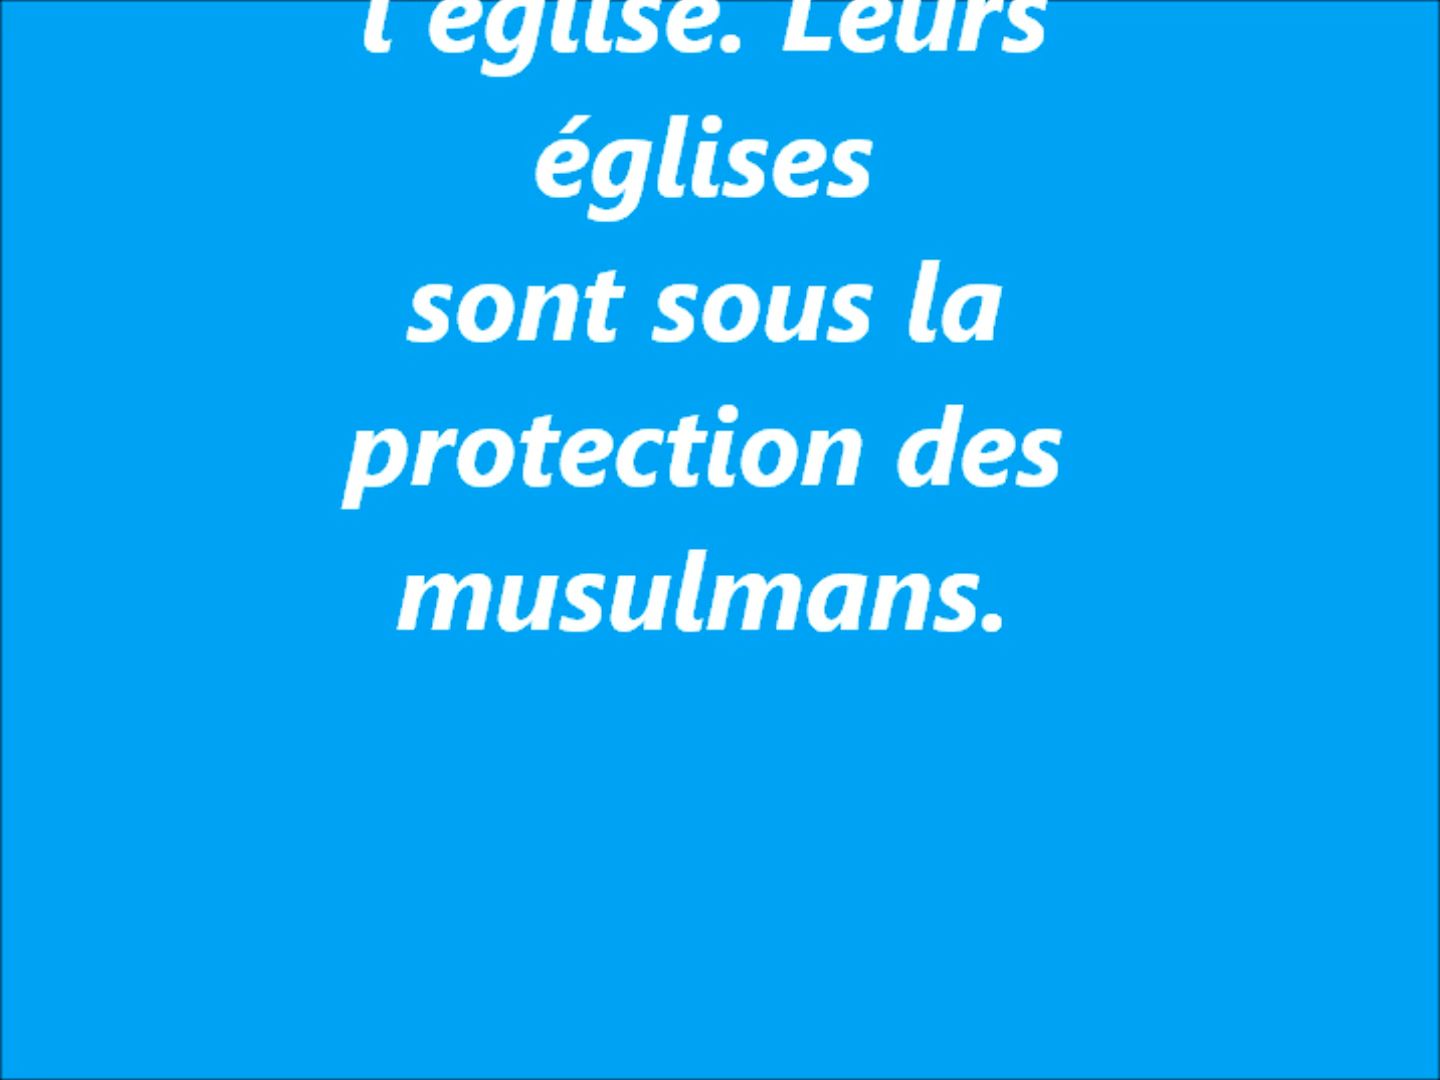 l'église. Leurs
églises
sont sous la
protection des
musulmans.